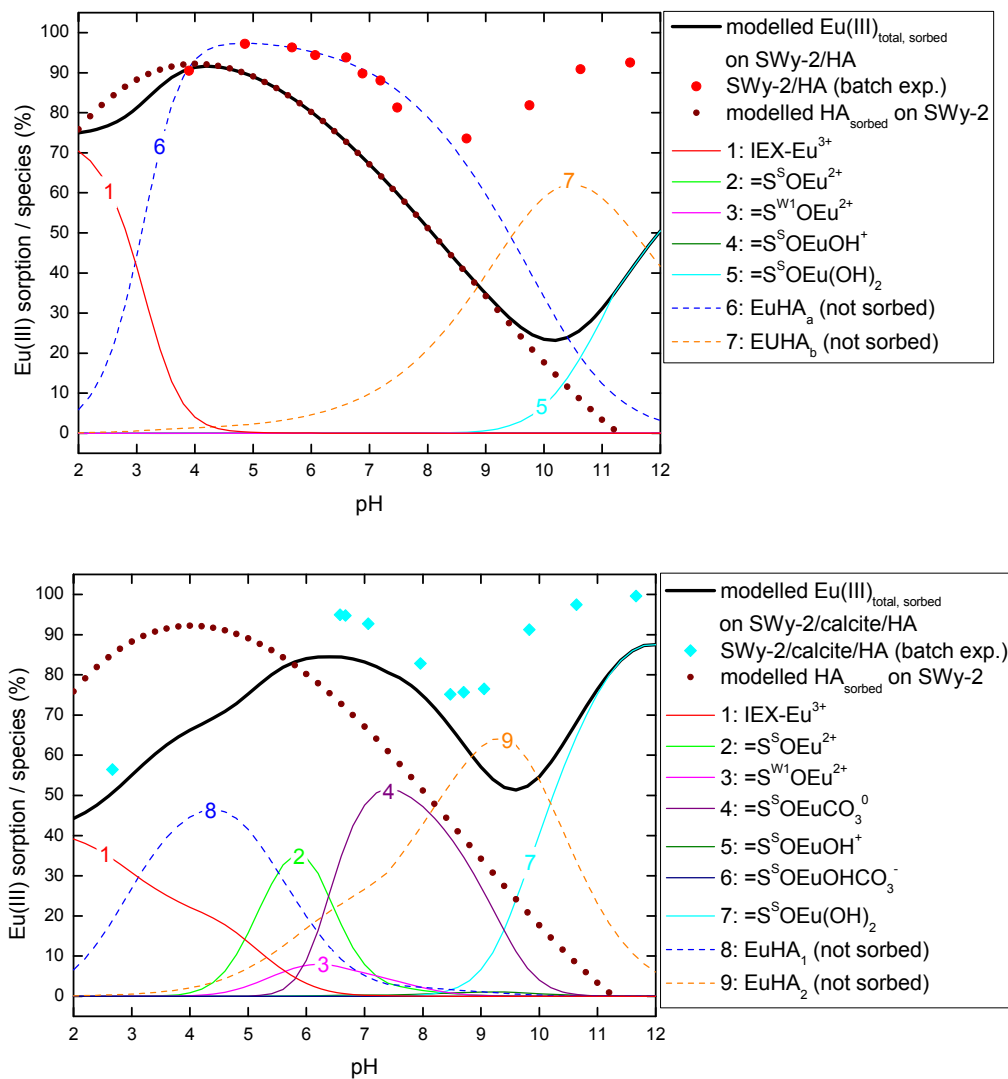 100
90
80
70
60
50
40
30
20
10
0
Eu(III) sorption / species (%)
1
6
7
5
2 3 4 5 6 7 8 9 10 11 12
pH
modelled Eu(III)total, sorbed
on SWy-2/HA
SWy-2/HA (batch exp.)
modelled HAsorbed on SWy-2
1: IEX-Eu3+
2: =SSOEu2+
3: =SW1OEu2+
4: =SSOEuOH+
5: =SSOEu(OH)2
6: EuHAa (not sorbed)
7: EUHAb (not sorbed)
100
90
80
70
60
50
40
30
20
10
0
Eu(III) sorption / species (%)
1
8
2
3
4
9
7
2 3 4 5 6 7 8 9 10 11 12
pH
modelled Eu(III)total, sorbed
on SWy-2/calcite/HA
SWy-2/calcite/HA (batch exp.)
modelled HAsorbed on SWy-2
1: IEX-Eu3+
2: =SSOEu2+
3: =SW1OEu2+
4: =SSOEuCO30
5: =SSOEuOH+
6: =SSOEuOHCO3-
7: =SSOEu(OH)2
8: EuHA1 (not sorbed)
9: EuHA2 (not sorbed)